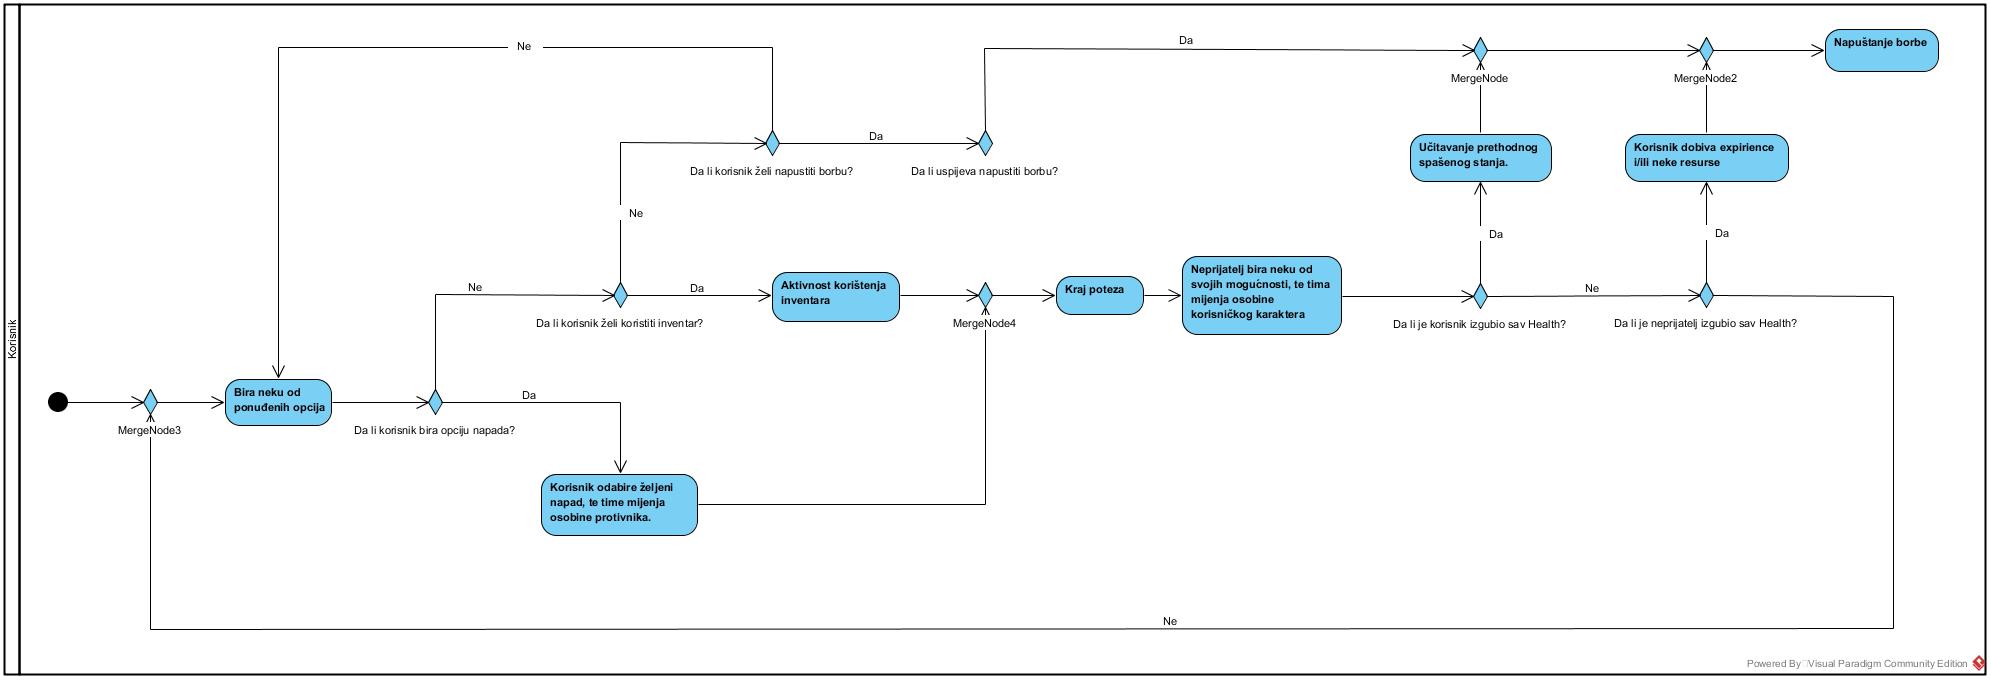 Korisnik
Ne
Da
MergeNode
MergeNode2
Napuštanje borbe
Da
Da li korisnik želi napustiti borbu?
Da li uspijeva napustiti borbu?
Učitavanje prethodnog
spašenog stanja.
Korisnik dobiva expirience
i/ili neke resurse
Ne
Da
Da
Ne
Da
Da li korisnik želi koristiti inventar?
Aktivnost korištenja
inventara
MergeNode4
Kraj poteza
Neprijatelj bira neku od
svojih mogućnosti, te tima
mijenja osobine
korisničkog karaktera
Ne
Da li je korisnik izgubio sav Health?
Da li je neprijatelj izgubio sav Health?
MergeNode3
Bira neku od
ponuđenih opcija
Da
Da li korisnik bira opciju napada?
Korisnik odabire željeni
napad, te time mijenja
osobine protivnika.
Ne
Powered By Visual Paradigm Community Edition